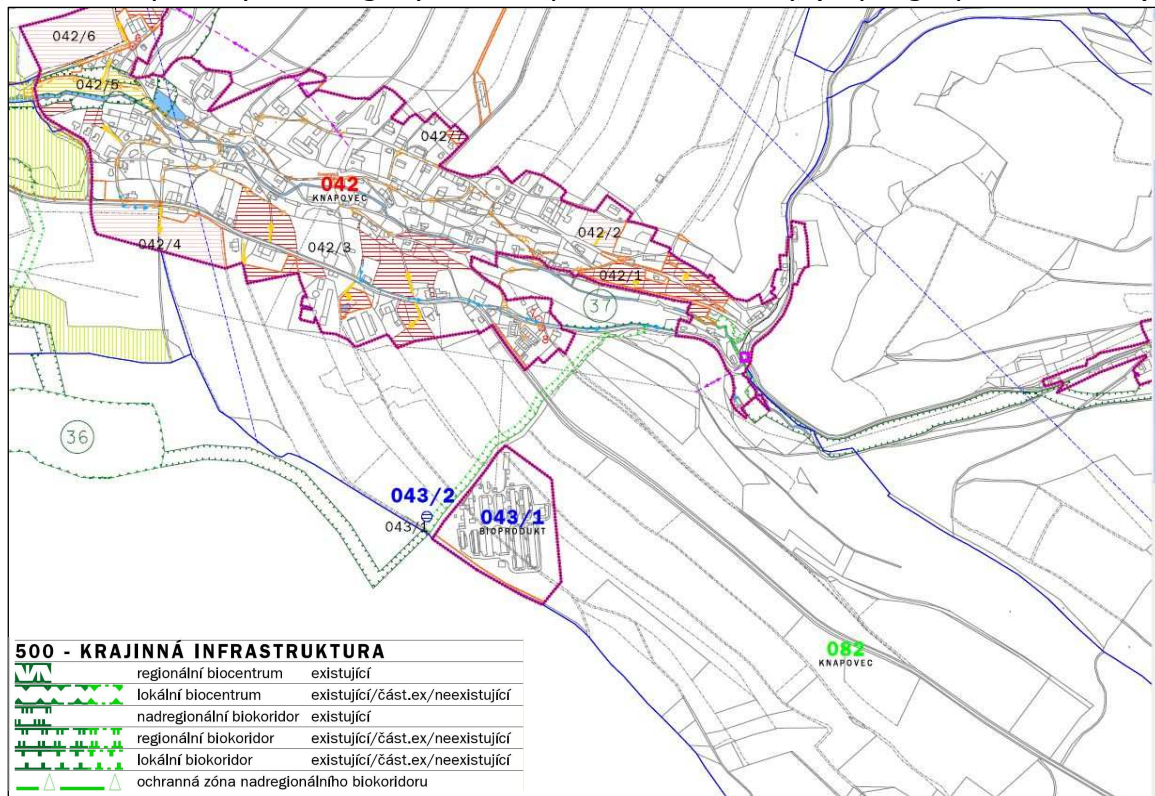 042/6
042/5
042/7
042
KNAPOVEC
042/2
042/3
042/4
042/1
37
36
043/2
043/1
043/1
BIOPRODUKT
082
KNAPOVEC
500 - KRAJINNÁ INFRASTRUKTURA
regionální biocentrum existující
lokální biocentrum existující/část.ex/neexistující
nadregionální biokoridor existující
regionální biokoridor existující/část.ex/neexistující
lokální biokoridor existující/část.ex/neexistující
ochranná zóna nadregionálního biokoridoru